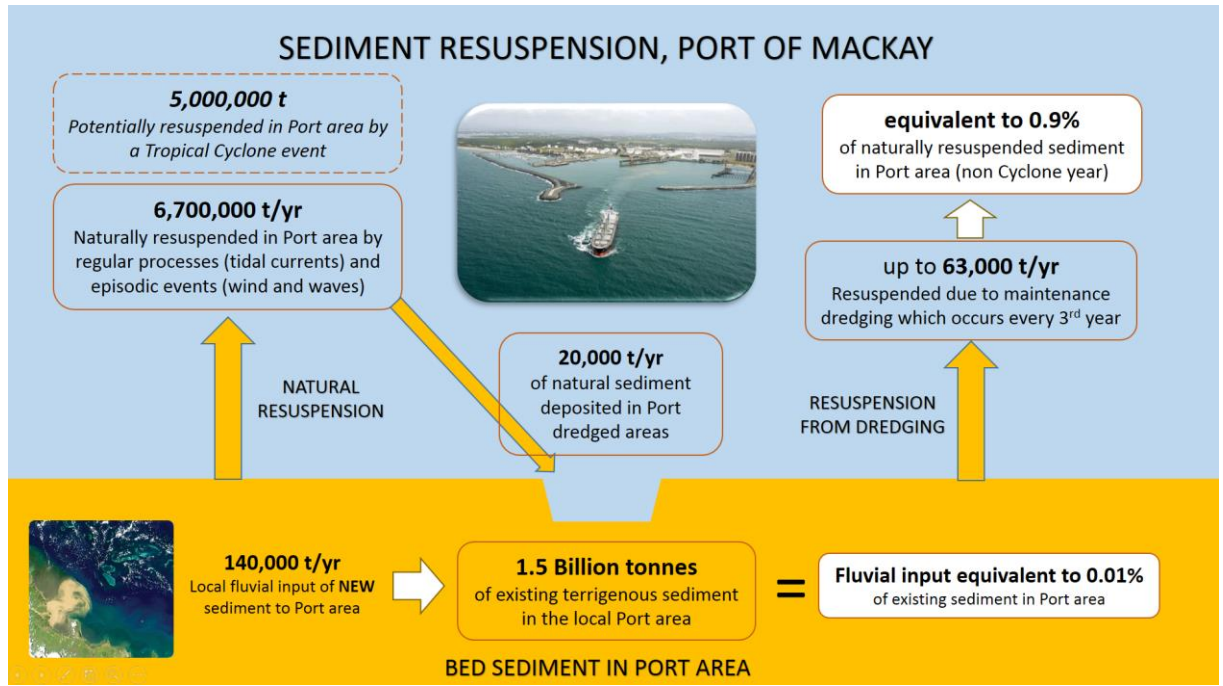 SEDIMENT RESUSPENSION, PORT OF MACKAY
5,000,000 t
Potentially resuspended in Port area by
a Tropical Cyclone event
6,700,000 t/yr
Naturally resuspended in Port area by
regular processes (tidal currents) and
episodic events (wind and waves)
equivalent to 0.9%
of naturally resuspended sediment
in Port area (non Cyclone year)
up to 63,000 t/yr
Resuspended due to maintenance
dredging which occurs every 3rd year
20,000 t/yr
of natural sediment
deposited in Port
dredged areas
NATURAL
RESUSPENSION
RESUSPENSION
FROM DREDGING
140,000 t/yr
Local fluvial input of NEW
sediment to Port area
1.5 Billion tonnes
of existing terrigenous sediment
in the local Port area
=
Fluvial input equivalent to 0.01%
of existing sediment in Port area
BED SEDIMENT IN PORT AREA